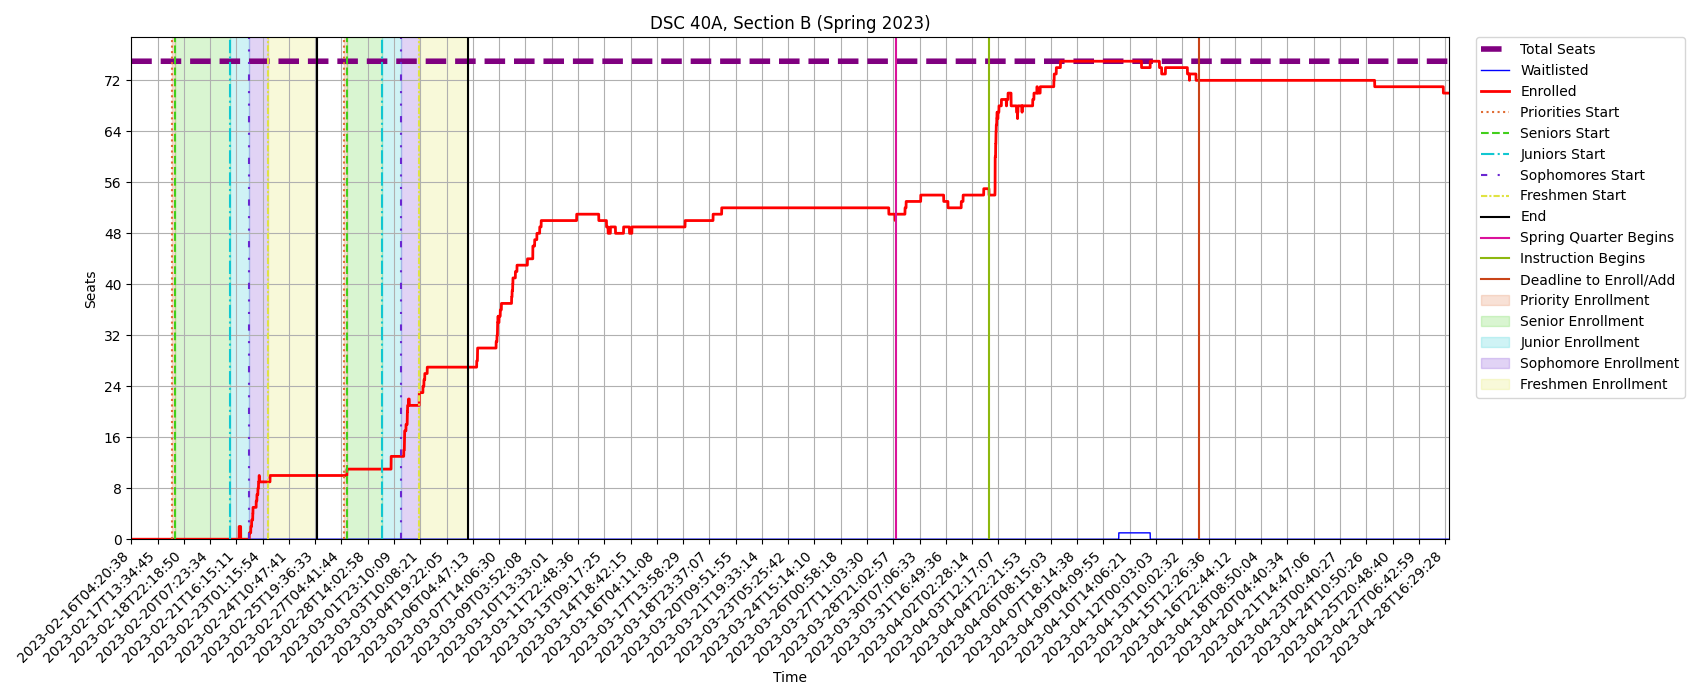 DSC 40A, Section B (Spring 2023)
Seats
72
64
56
48
40
32
24
16
8
0
2023-02-16T04:20:38
2023-02-17T13:34:45
2023-02-18T22:18:50
2023-02-20T07:23:34
2023-02-21T16:15:11
2023-02-23T01:15:54
2023-02-24T10:47:41
2023-02-25T19:36:33
2023-02-27T04:41:44
2023-02-28T14:02:58
2023-03-01T23:10:09
2023-03-03T10:08:21
2023-03-04T19:22:05
2023-03-06T04:47:13
2023-03-07T14:06:30
2023-03-09T03:52:08
2023-03-10T13:33:01
2023-03-11T22:48:36
2023-03-13T09:17:25
2023-03-14T18:42:15
2023-03-16T04:11:08
2023-03-17T13:58:29
2023-03-18T23:37:07
2023-03-20T09:51:55
2023-03-21T19:33:14
2023-03-23T05:25:42
2023-03-24T15:14:10
2023-03-26T00:58:18
2023-03-27T11:03:30
2023-03-28T21:02:57
2023-03-30T07:06:33
2023-03-31T16:49:36
2023-04-02T02:28:14
2023-04-03T12:17:07
2023-04-04T22:21:53
2023-04-06T08:15:03
2023-04-07T18:14:38
2023-04-09T04:09:55
2023-04-10T14:06:21
2023-04-12T00:03:03
2023-04-13T10:02:32
2023-04-15T12:26:36
2023-04-16T22:44:12
2023-04-18T08:50:04
2023-04-20T04:40:34
2023-04-21T14:47:06
2023-04-23T00:40:27
2023-04-24T10:50:26
2023-04-25T20:48:40
2023-04-27T06:42:59
2023-04-28T16:29:28
Time
Total Seats
Waitlisted
Enrolled
Priorities Start
Seniors Start
Juniors Start
Sophomores Start
Freshmen Start
End
Spring Quarter Begins
Instruction Begins
Deadline to Enroll/Add
Priority Enrollment
Senior Enrollment
Junior Enrollment
Sophomore Enrollment
Freshmen Enrollment